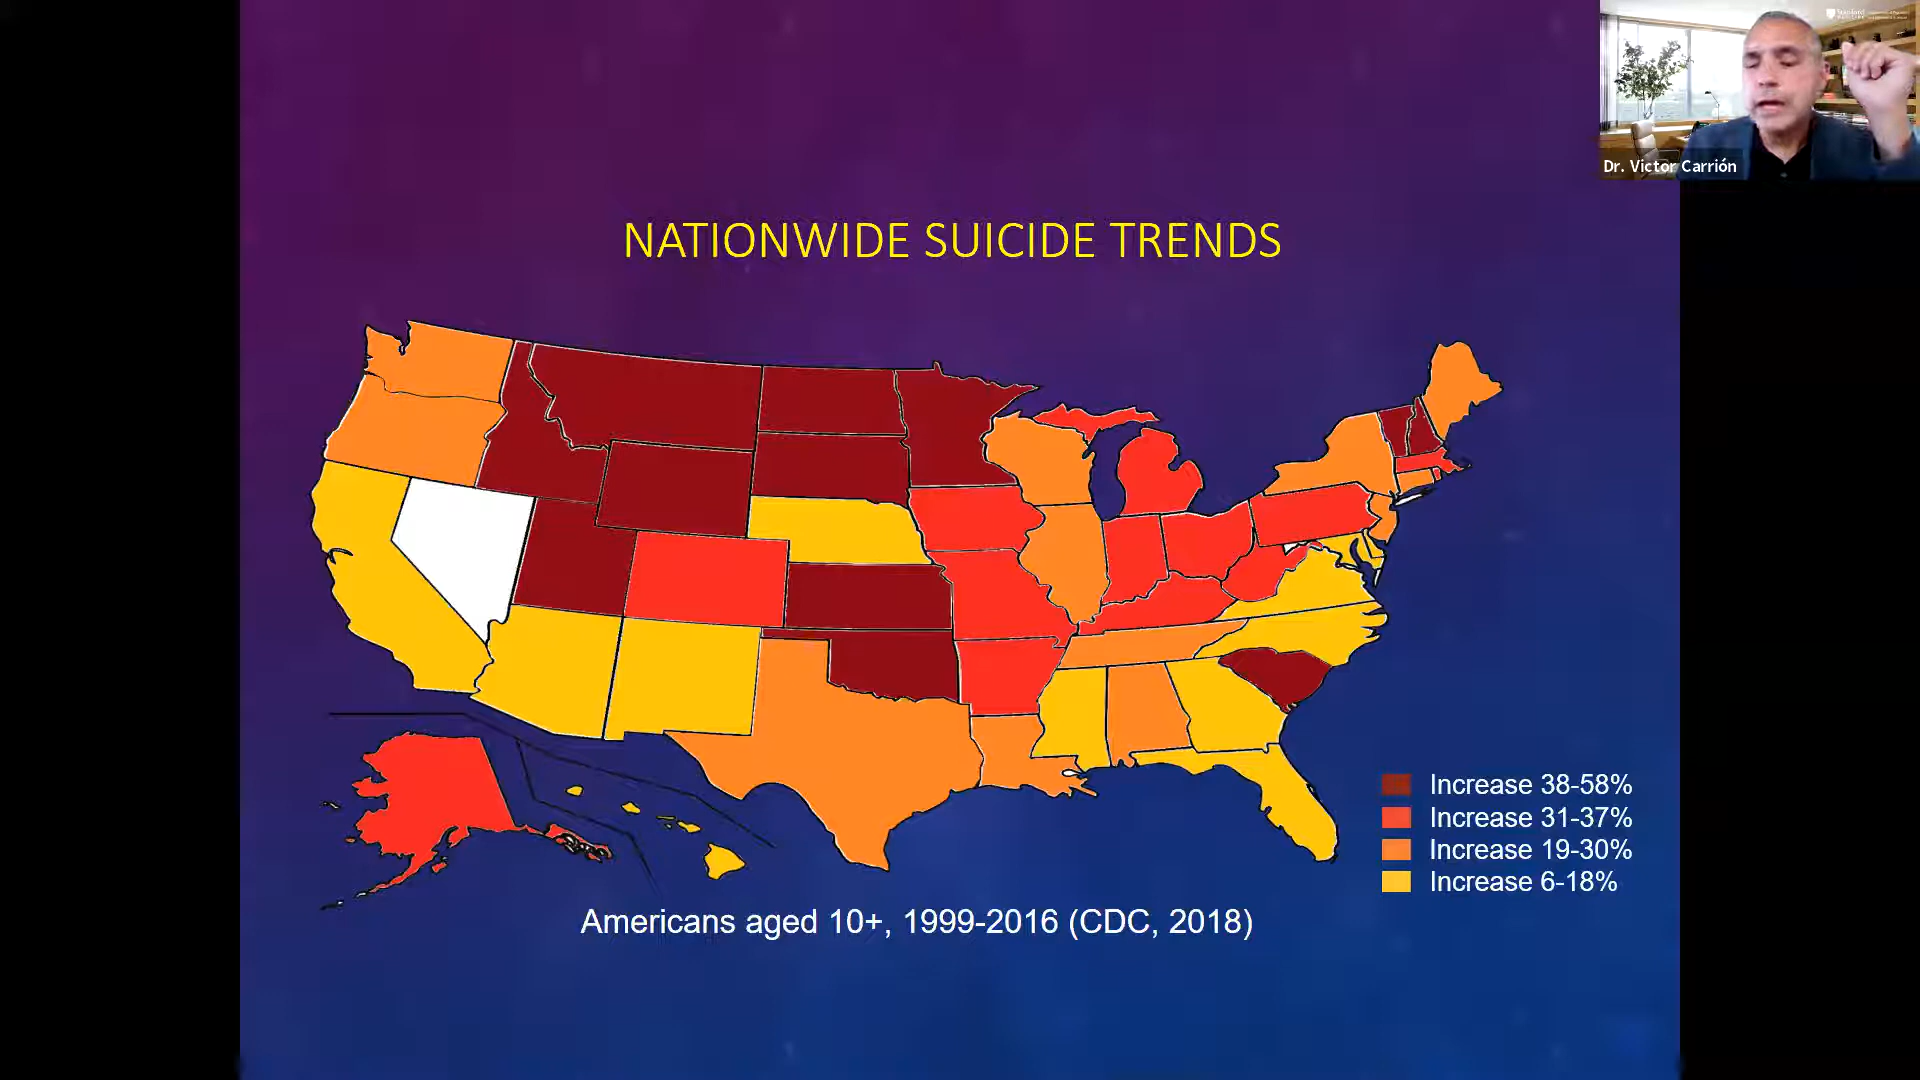 Stanford
Dr. Victor Carrión
NATIONWIDE SUICIDE TRENDS
Increase 38-58%
Increase 31-37%
Increase 19-30%
Increase 6-18%
Americans aged 10+, 1999-2016 (CDC, 2018)